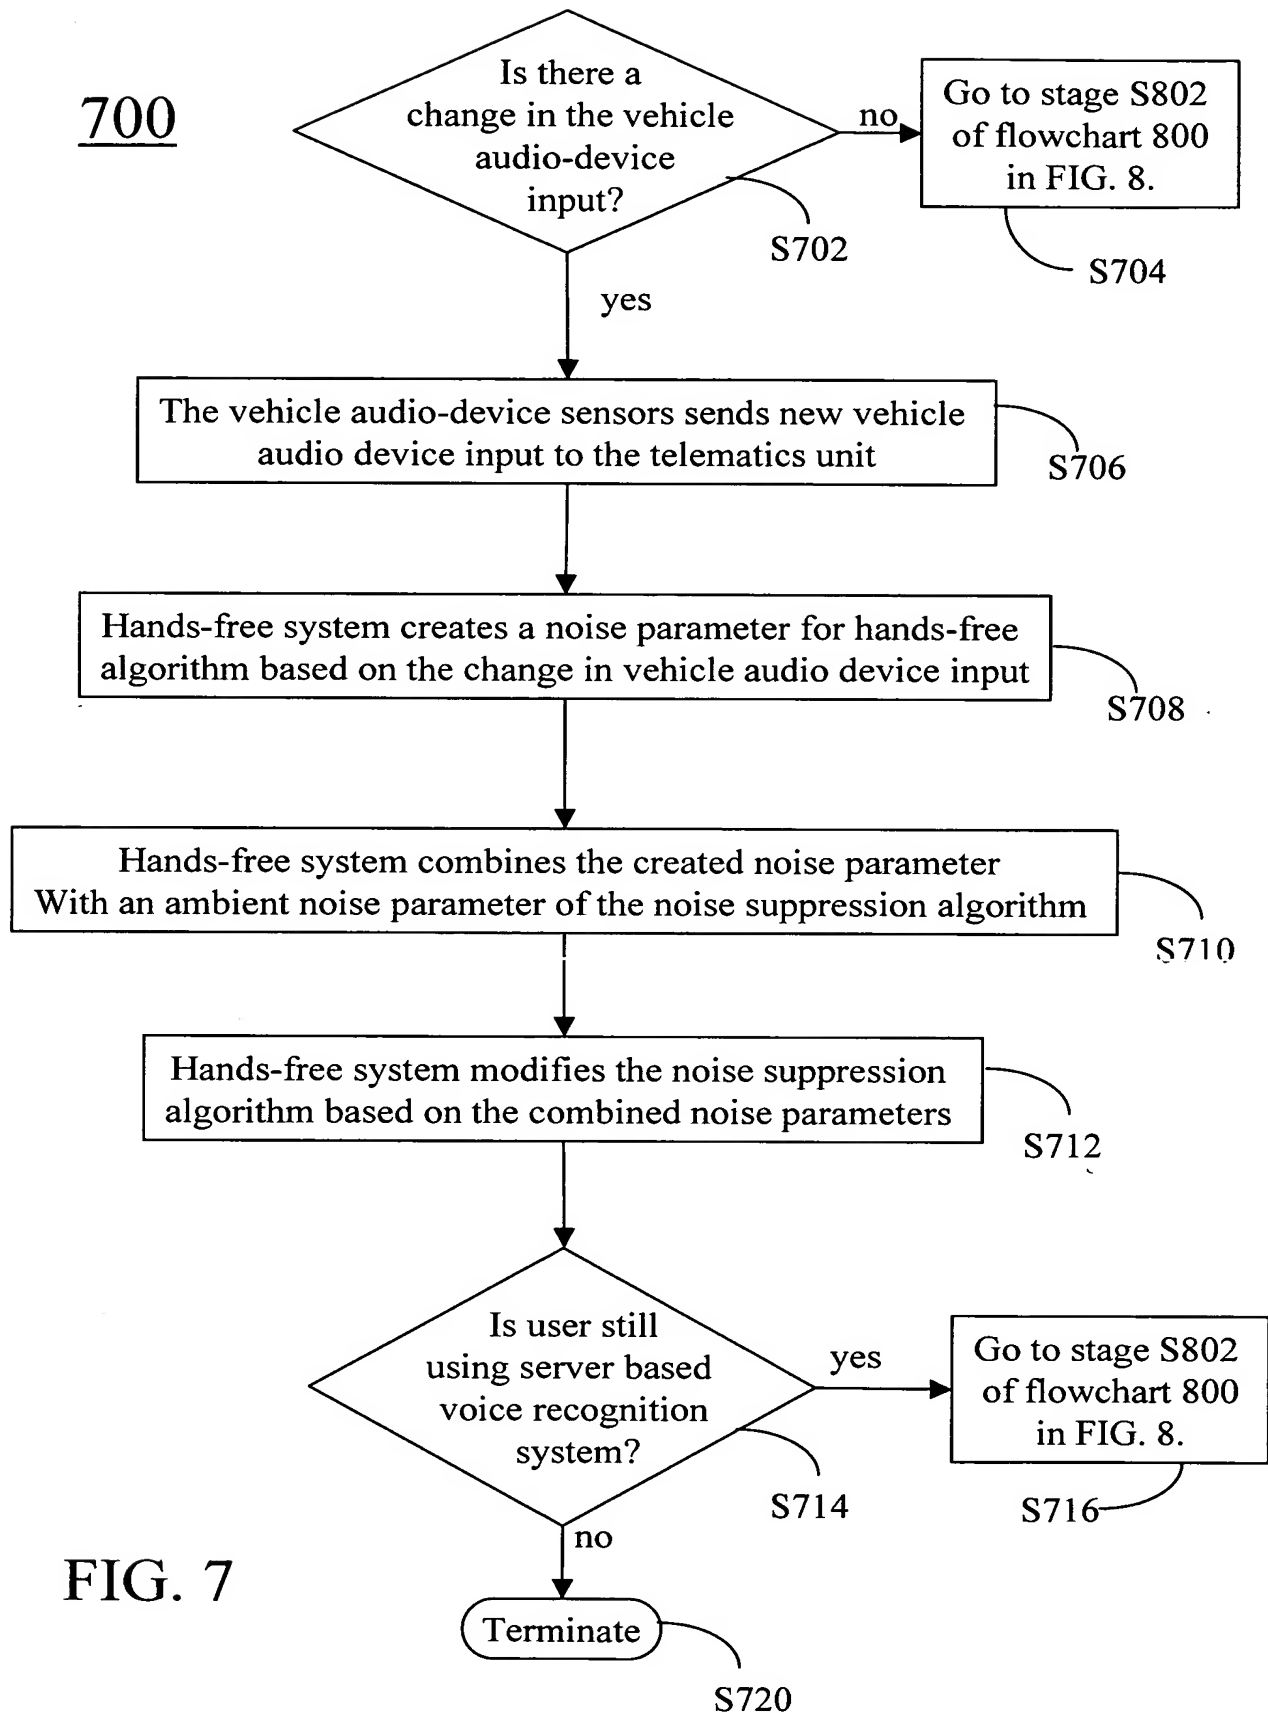 700
Is there a
change in the vehicle
audio-device
input?
no
Go to stage S802
of flowchart 800
in FIG. 8.
S702
S704
yes
The vehicle audio-device sensors sends new vehicle
audio device input to the telematics unit
S706
Hands-free system creates a noise parameter for hands-free
algorithm based on the change in vehicle audio device input
S708
Hands-free system combines the created noise parameter
With an ambient noise parameter of the noise suppression algorithm
S710
Hands-free system modifies the noise suppression
algorithm based on the combined noise parameters
S712
Is user still
using server based
voice recognition
system?
yes
Go to stage S802
of flowchart 800
in FIG. 8.
S714
S716
no
FIG. 7
Terminate
S720